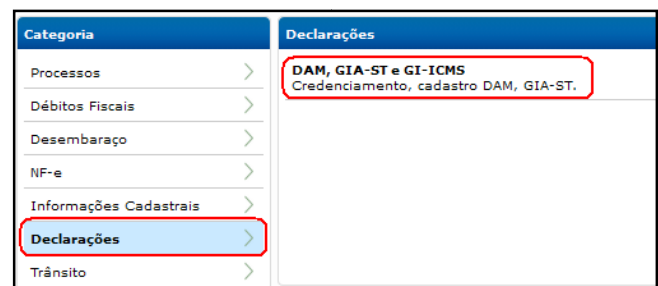 Categoria
Processos
Débitos Fiscais
Desembaraço
NF-e
Informações Cadastrais
Declarações
Trânsito
Declarações
DAM, GIA-ST e GI-ICMS
Credenciamento, cadastro DAM, GIA-ST.